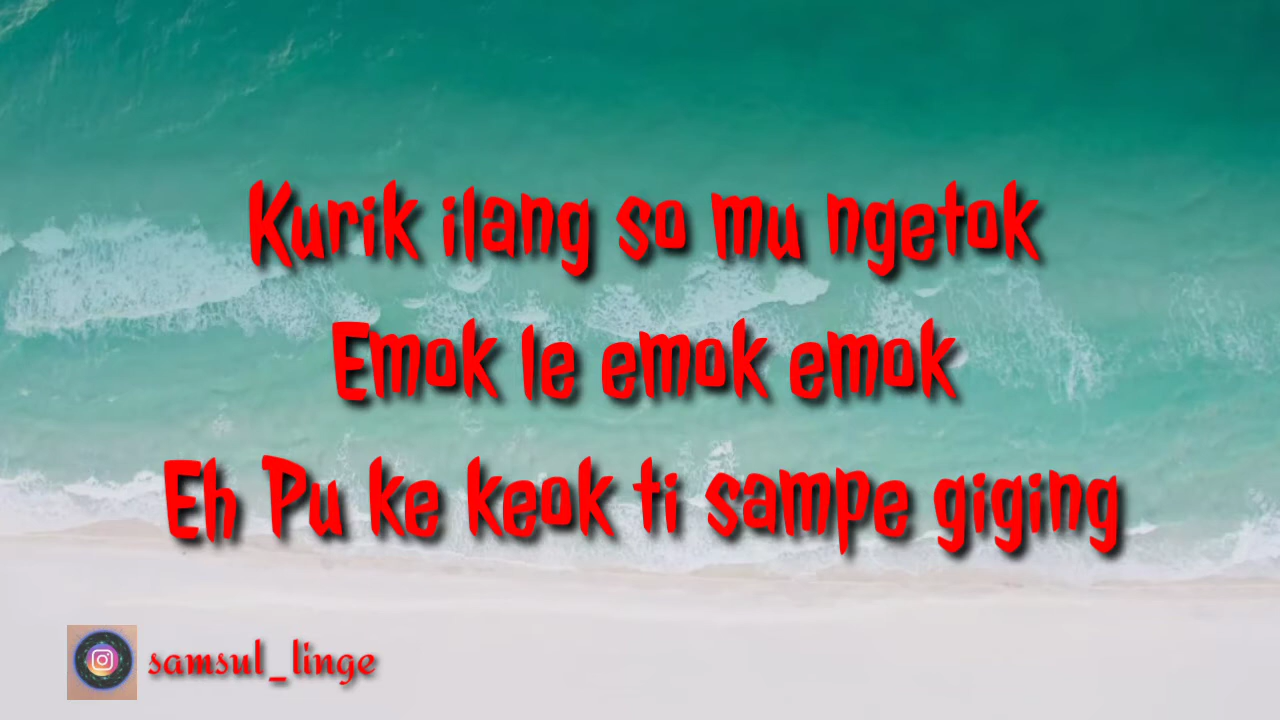 Kurik ilang so mu ngetok
Emok le emok emok
Eh Pu ke keok ti sampe giging
samsul_linge